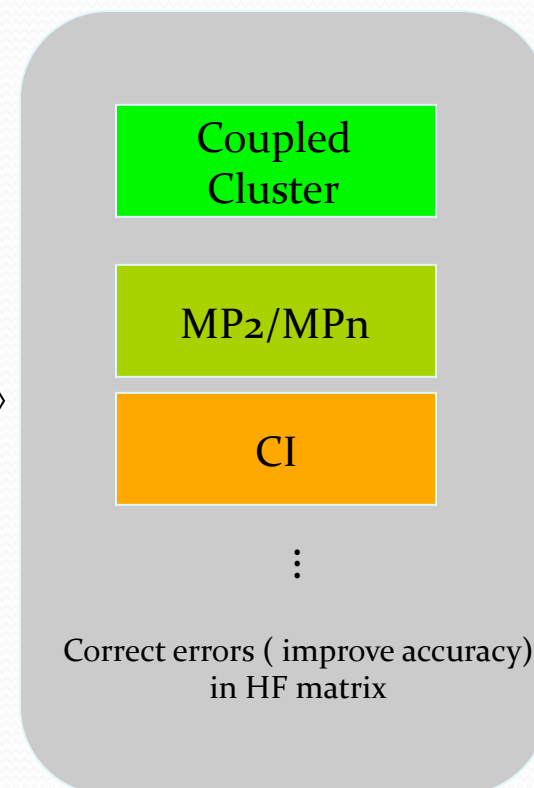 Coupled
Cluster
MP2/MPn
CI
⋮
Correct errors ( improve accuracy)
in HF matrix